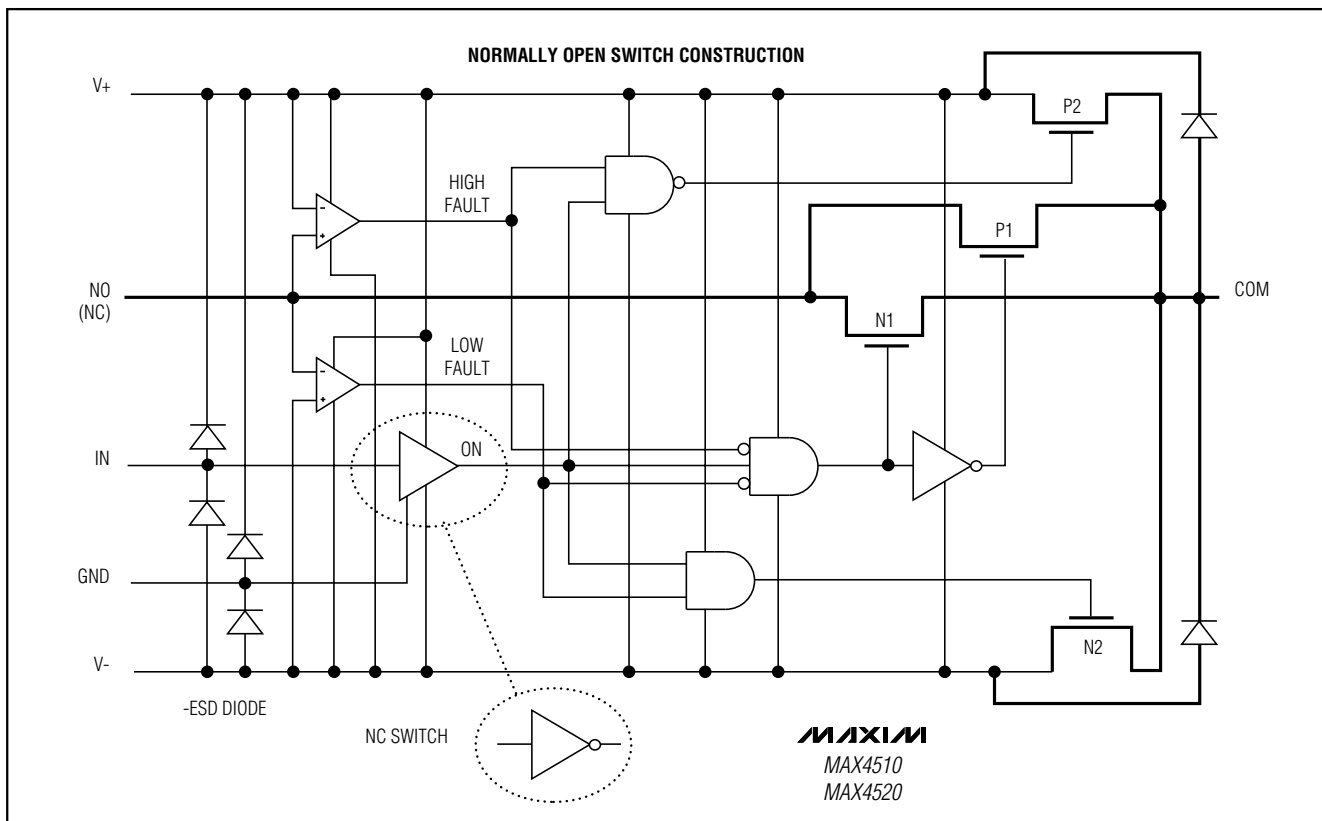 NORMALLY OPEN SWITCH CONSTRUCTION
V+
P2
HIGH
FAULT
-
+
P1
NO
(NC)
COM
N1
LOW
FAULT
-
+
ON
IN
GND
N2
V-
-ESD DIODE
NC SWITCH
MAXIM
MAX4510
MAX4520